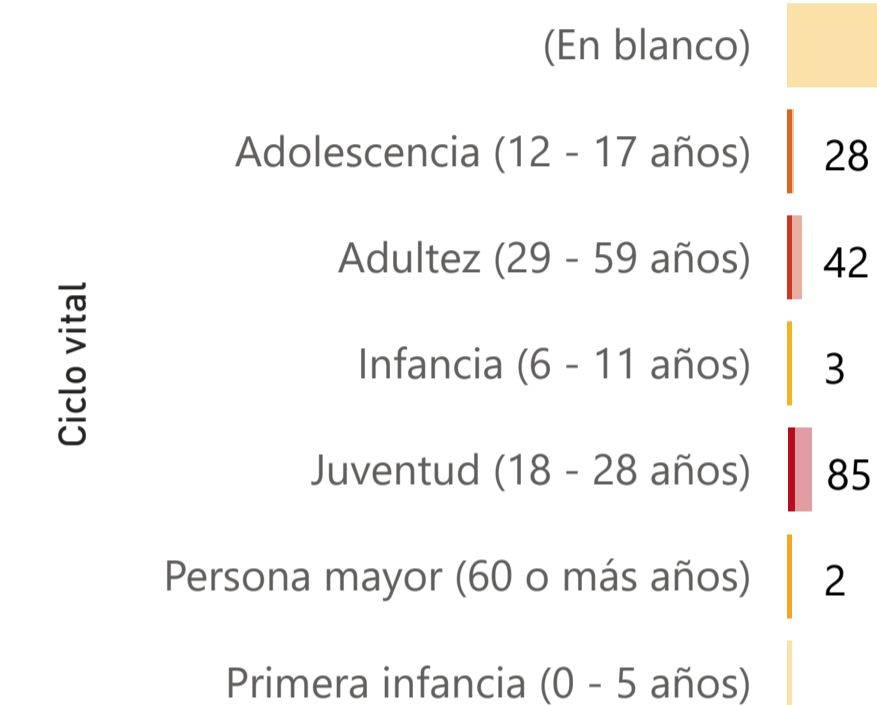 Ciclo vital
(En blanco)
Adolescencia (12 - 17 años) 28
Adultez (29 - 59 años) 42
Infancia (6 - 11 años) 3
Juventud (18 - 28 años) 85
Persona mayor (60 o más años) 2
Primera infancia (0 - 5 años)